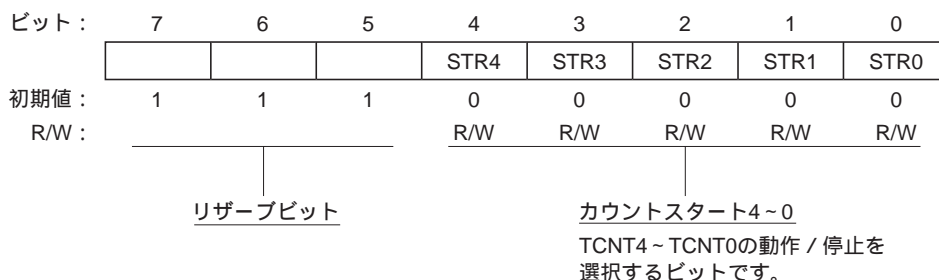 ビット： 7 6 5 4 3 2 1 0
STR4 STR3 STR2 STR1 STR0
初期値： 1 1 1 0 0 0 0 0
R/W： R/W R/W R/W R/W R/W
リザーブビット カウントスタート4～0
TCNT4～TCNT0の動作／停止を
選択するビットです。